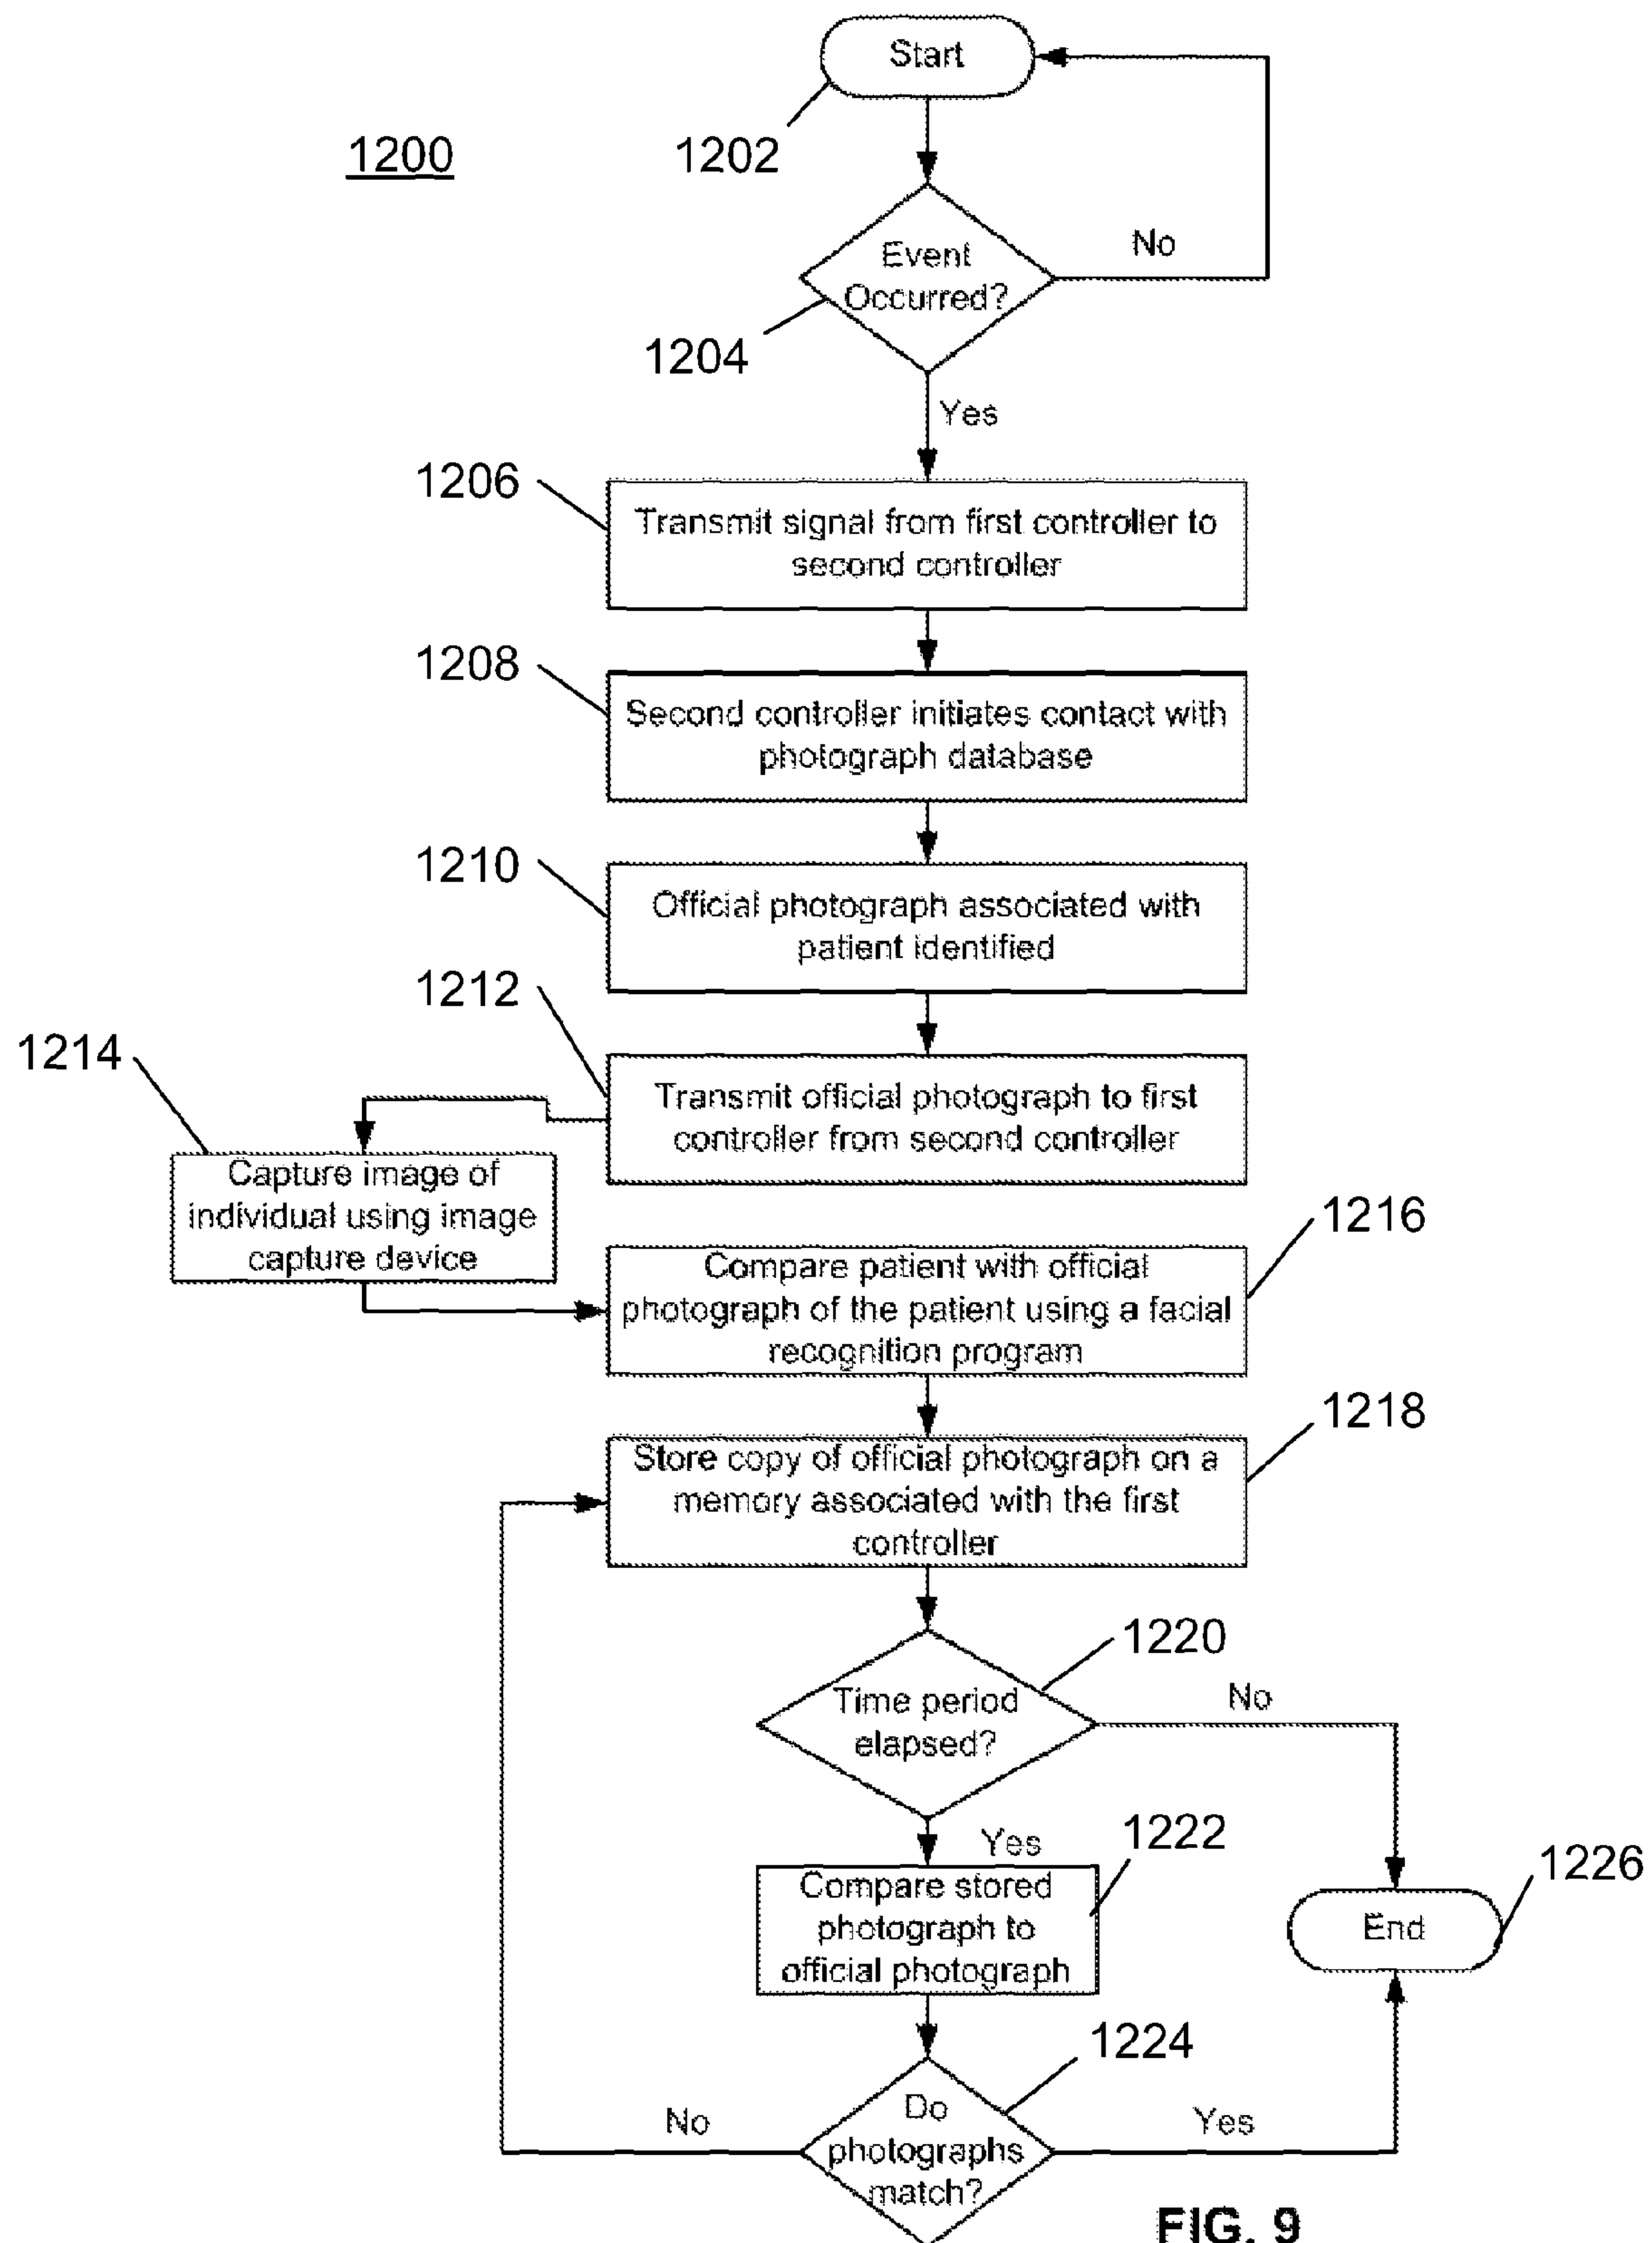 Start
1200
1202
Event
Occurred?
No
1204
Yes
1206
Transmit signal from first controller to
second controller
1208
Second controller initiates contact with
photograph database
1210
Official photograph associated with
patient identified
1212
Transmit official photograph to first
controller from second controller
1214
Capture image of
individual using image
capture device
1216
Compare patient with official
photograph of the patient using a facial
recognition program
1218
Store copy of official photograph on a
memory associated with the first
controller
1220
Time period
elapsed?
No
Yes
1222
Compare stored
photograph to
official photograph
1226
End
1224
Do
photographs
match?
No
Yes
FIG. 9